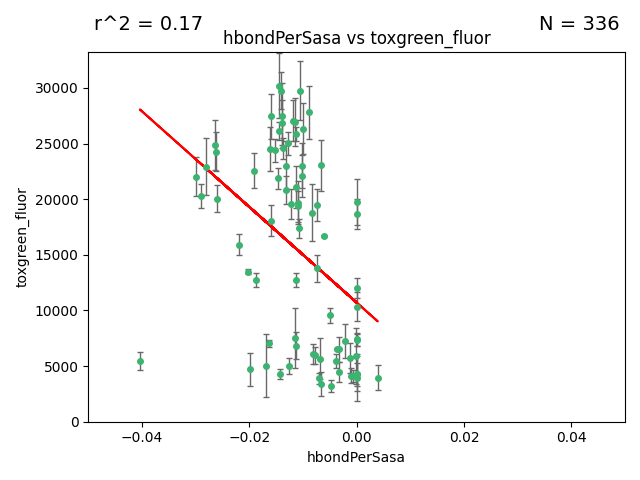 r^2 = 0.17
N = 336
hbondPerSasa vs toxgreen_fluor
30000
25000
20000
15000
10000
5000
0
toxgreen_fluor
−0.04
−0.02
0.00
0.02
0.04
hbondPerSasa